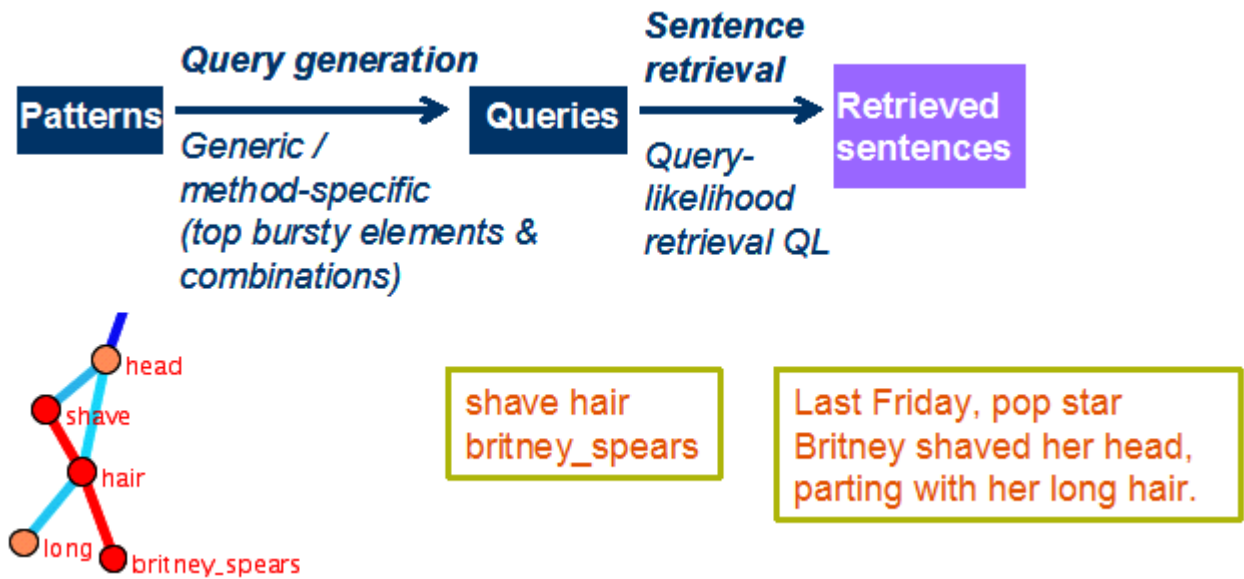 Patterns
Query generation
Generic /
method-specific
(top bursty elements &
combinations)
Queries
Sentence
retrieval
Query-
likelihood
retrieval QL
Retrieved
sentences
head
shave
hair
long
britney_spears
shave hair
britney_spears
Last Friday, pop star
Britney shaved her head,
parting with her long hair.